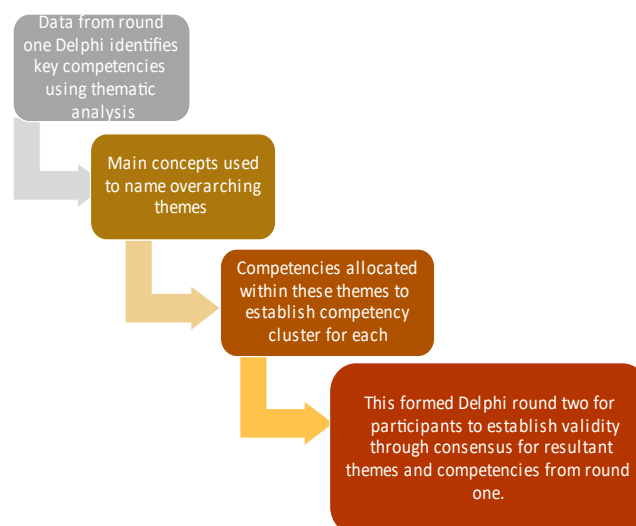 Data from round
one Delphi identifies
key competencies
using thematic
analysis
Main concepts used
to name overarching
themes
Competencies allocated
within these themes to
establish competency
cluster for each
This formed Delphi round two for
participants to establish validity
through consensus for resultant
themes and competencies from round
one.